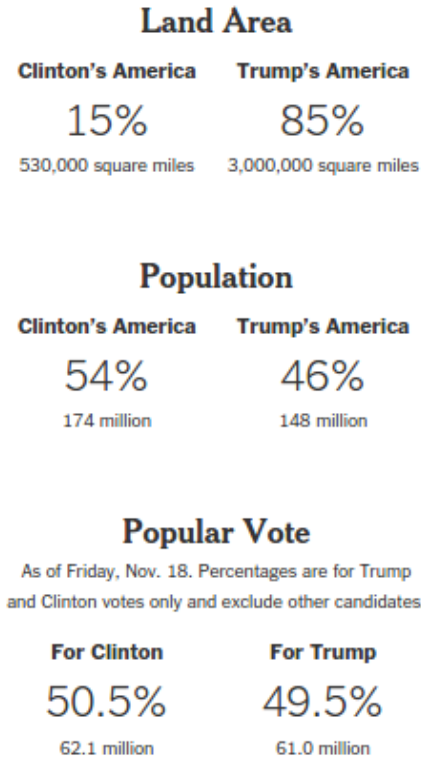 Land Area
Clinton's America Trump's America
15% 85%
530,000 square miles 3,000,000 square miles
Population
Clinton's America Trump's America
54% 46%
174 million 148 million
Popular Vote
As of Friday, Nov. 18. Percentages are for Trump
and Clinton votes only and exclude other candidates
For Clinton For Trump
50.5% 49.5%
62.1 million 61.0 million